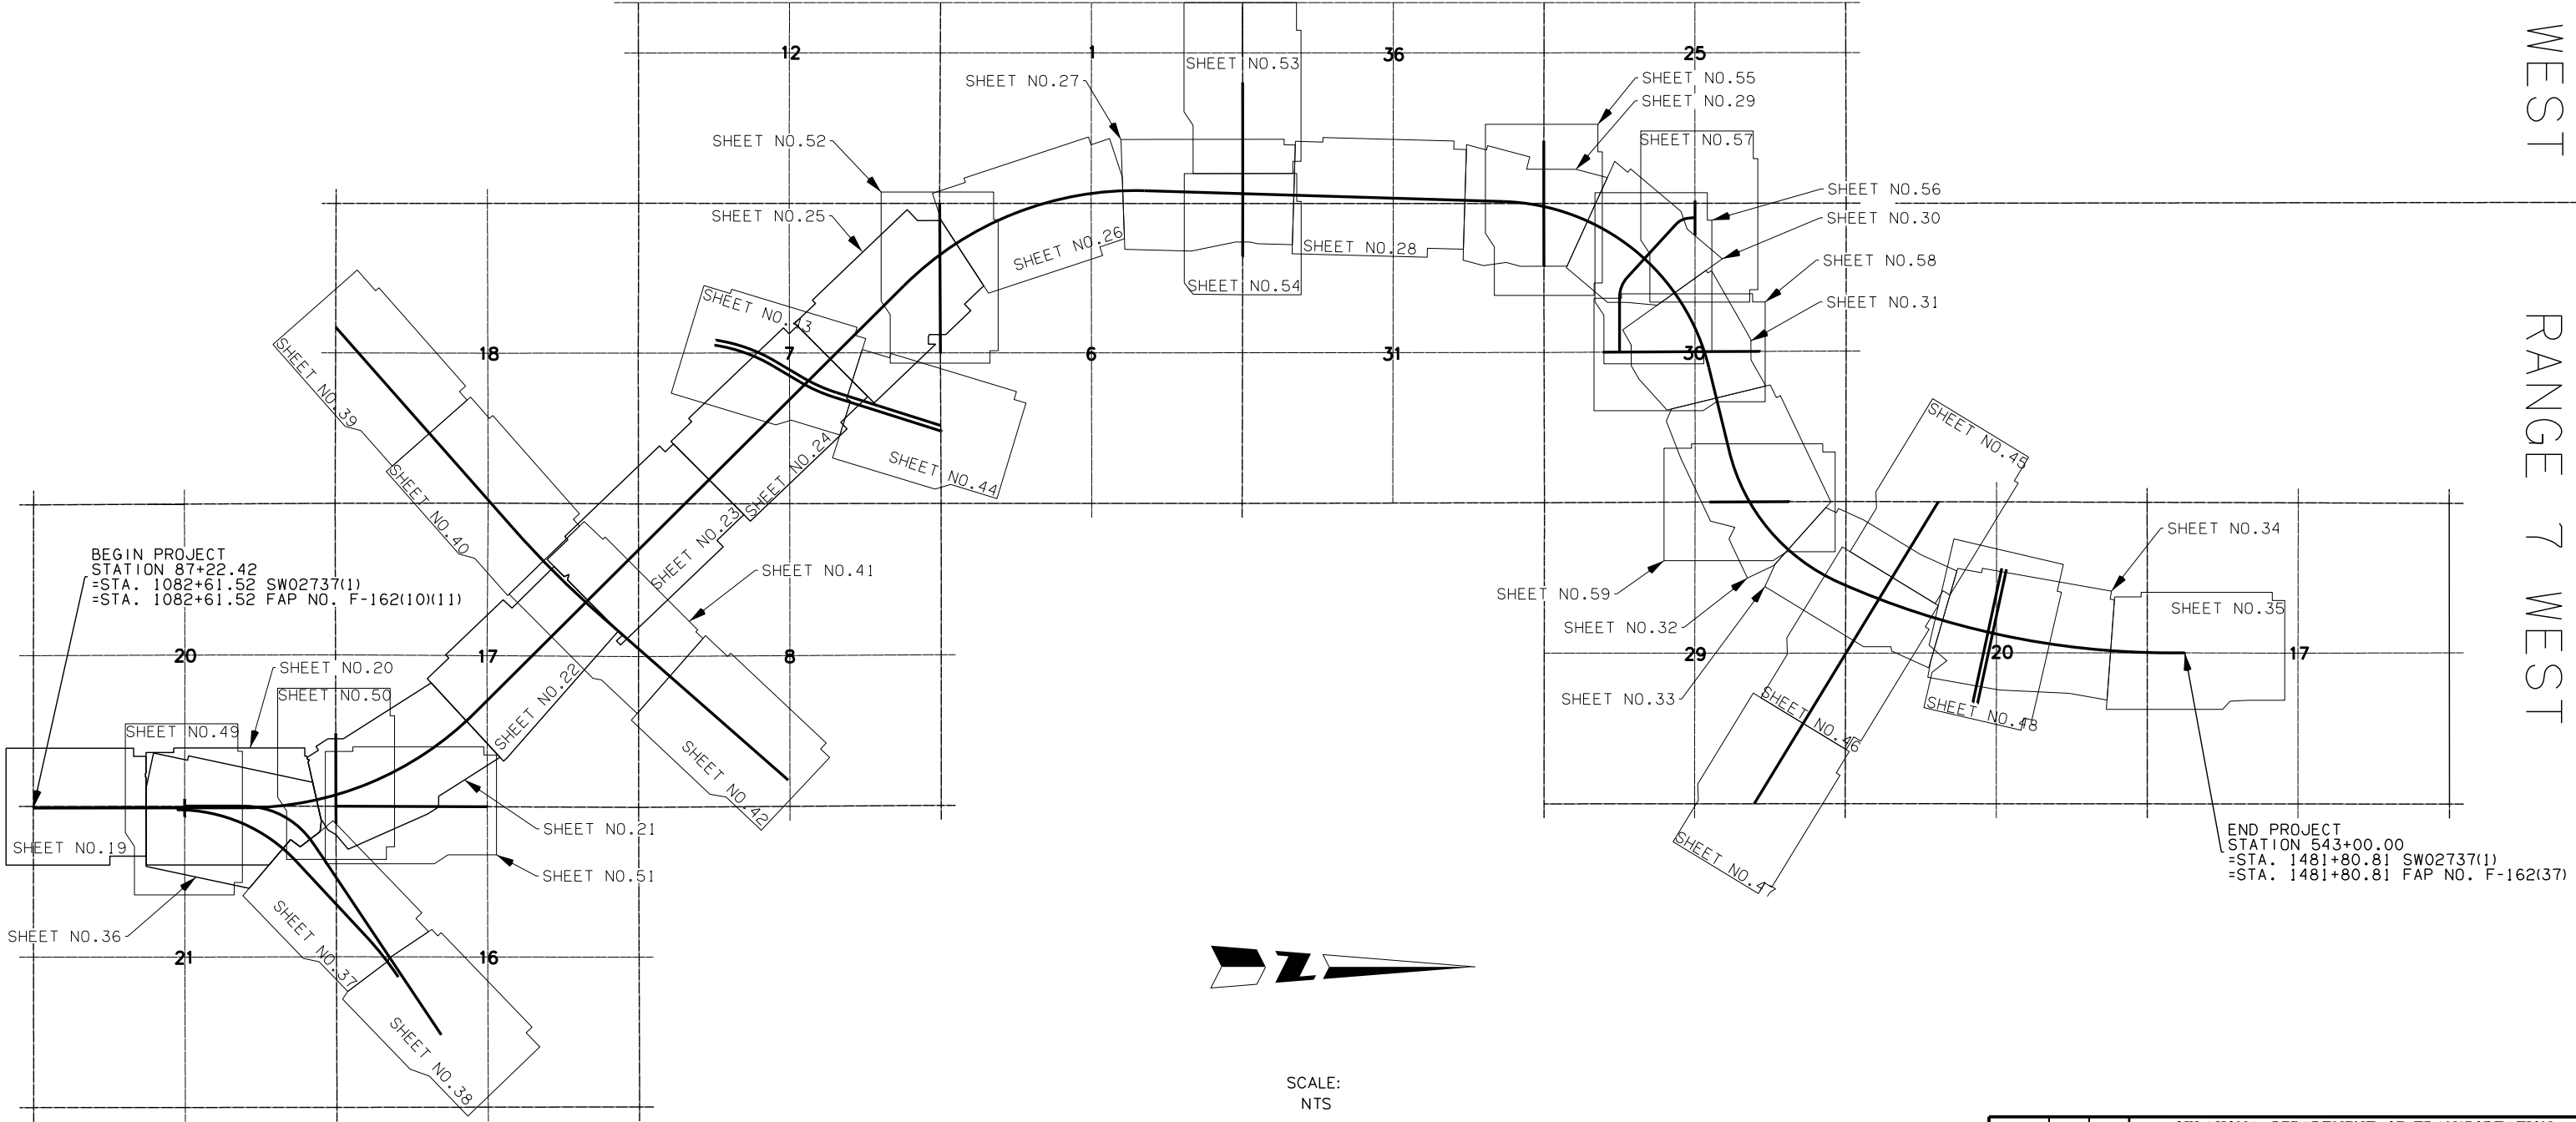 WEST
RANGE 7 WEST
12
1
36
25
SHEET NO.53
SHEET NO.27
SHEET NO.55
SHEET NO.29
SHEET NO.52
SHEET NO.57
SHEET NO.25
SHEET NO.56
SHEET NO.30
SHEET NO.26
SHEET NO.28
SHEET NO.58
SHEET NO.54
SHEET NO.31
SHEET NO.43
SHEET NO.39
18
7
6
31
30
SHEET NO.24
SHEET NO.44
SHEET NO.45
SHEET NO.40
SHEET NO.23
BEGIN PROJECT
STATION 87+22.42
=STA. 1082+61.52 SW02737(1)
=STA. 1082+61.52 FAP NO. F-162(10)(11)
SHEET NO.41
SHEET NO.34
SHEET NO.59
SHEET NO.35
SHEET NO.32
20
17
8
29
20
17
SHEET NO.20
SHEET NO.50
SHEET NO.22
SHEET NO.33
SHEET NO.46
SHEET NO.48
SHEET NO.49
SHEET NO.42
SHEET NO.21
SHEET NO.19
SHEET NO.51
SHEET NO.47
END PROJECT
STATION 543+00.00
=STA. 1481+80.81 SW02737(1)
=STA. 1481+80.81 FAP NO. F-162(37)
SHEET NO.36
SHEET NO.37
21
16
SHEET NO.38
N
SCALE:
NTS